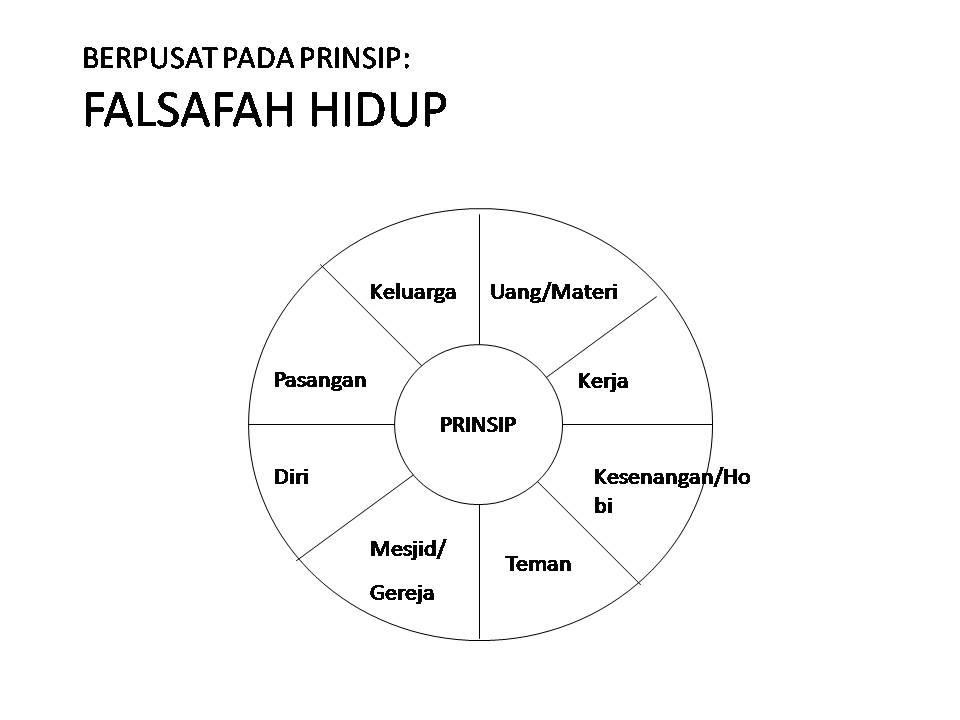 BERPUSAT PADA PRINSIP:
FALSAFAH HIDUP
Keluarga
Uang/Materi
Pasangan
Kerja
PRINSIP
Diri
Kesenangan/Ho
bi
Mesjid/
Gereja
Teman